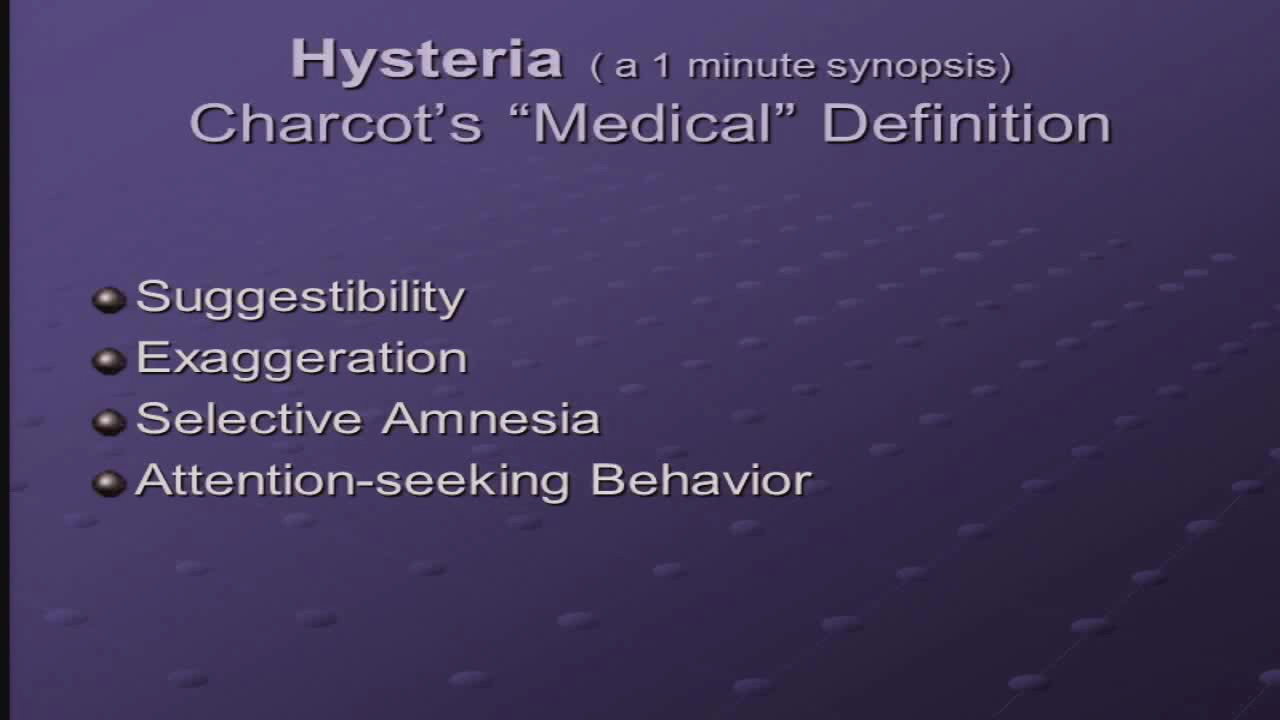 Hysteria ( a 1 minute synopsis)
Charcot's “Medical” Definition
Suggestibility
Exaggeration
Selective Amnesia
Attention-seeking Behavior